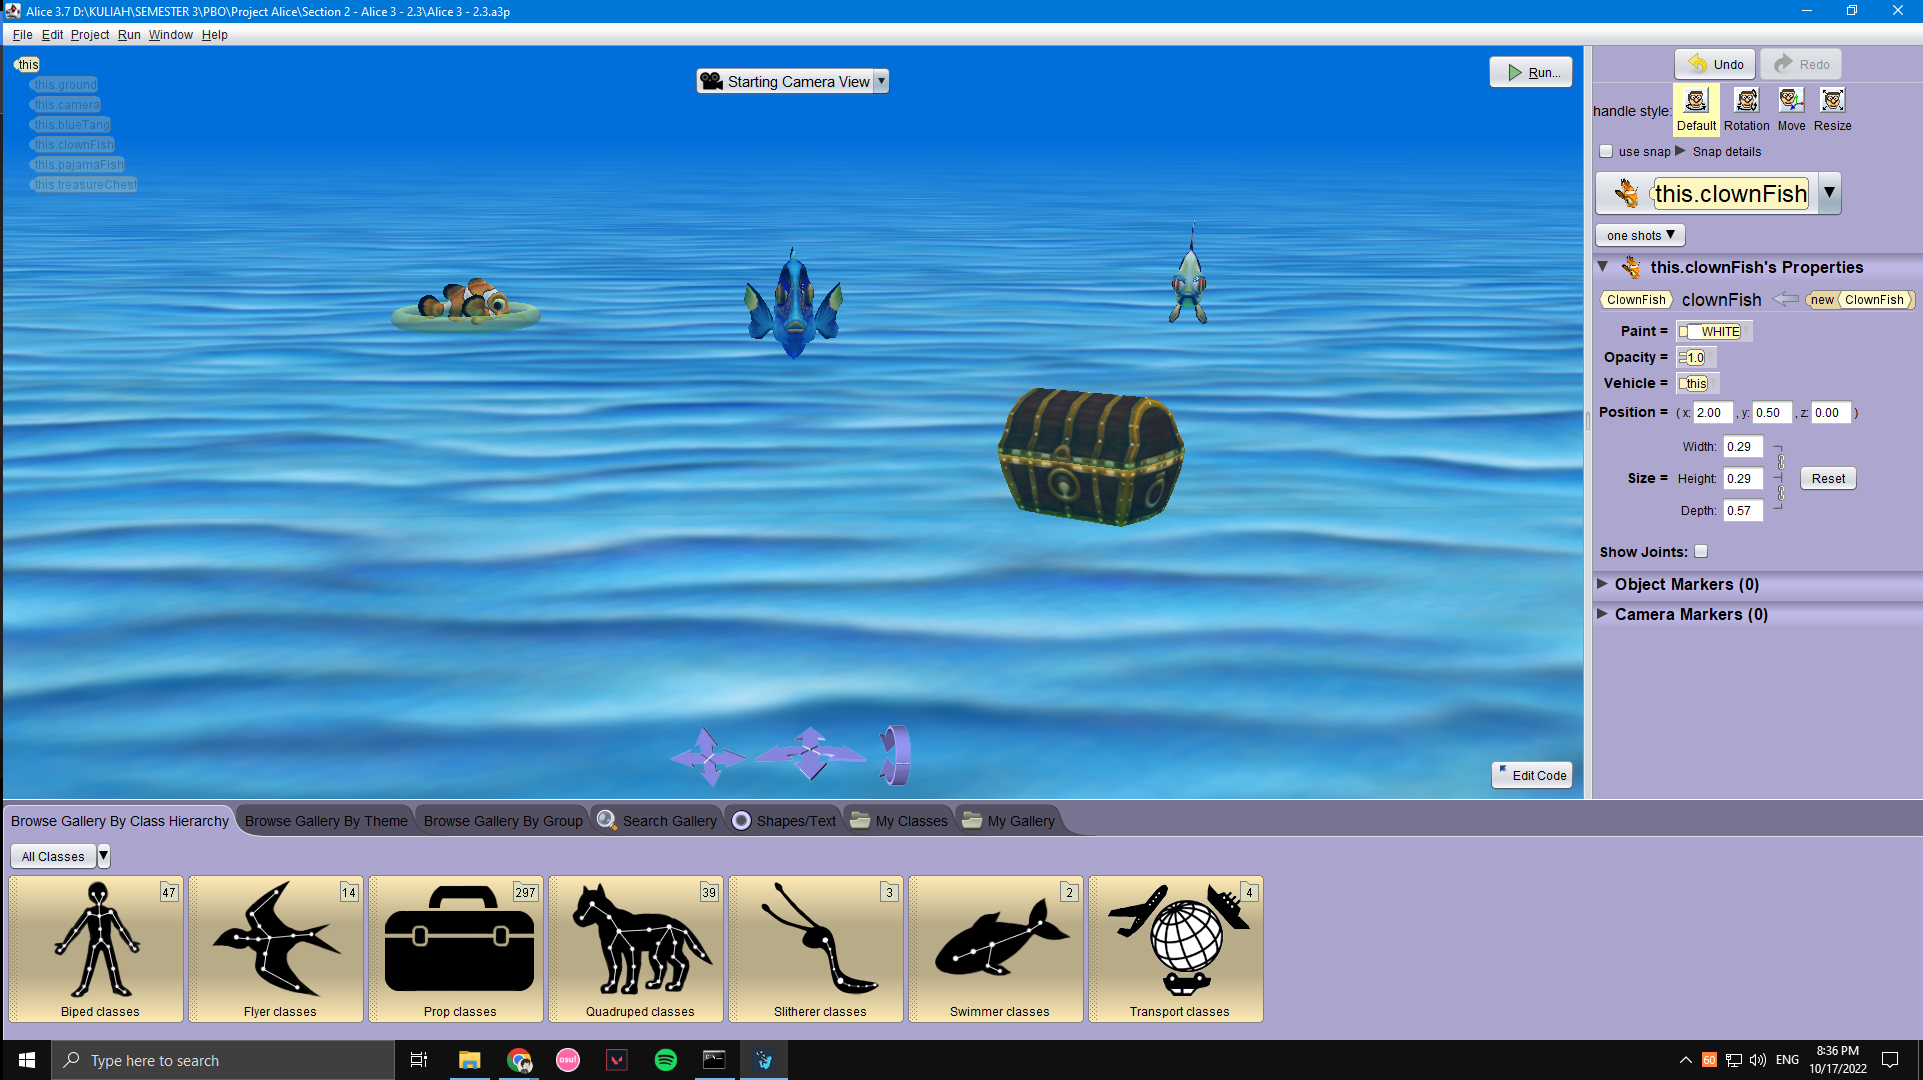 Alice 3.7 D:\KULIAH\SEMESTER 3\PBO\Project Alice\Section 2 - Alice 3 - 2.3\Alice 3 - 2.3.a3p
File Edit Project Run Window Help
this
this.ground
this.camera
this.blueTang
this.clownFish
this.pajamaFish
this.treasureChest
Starting Camera View
Run...
Undo Redo
handle style:
Default Rotation Move Resize
use snap Snap details
this.clownFish
one shots
this.clownFish's Properties
ClownFish clownFish new ClownFish
Paint = WHITE
Opacity = 1.0
Vehicle = this
Position = ( x: 2.00 , y: 0.50 , z: 0.00 )
Width: 0.29
Size = Height: 0.29 Reset
Depth: 0.57
Show Joints:
Object Markers (0)
Camera Markers (0)
Edit Code
Browse Gallery By Class Hierarchy Browse Gallery By Theme Browse Gallery By Group Search Gallery Shapes/Text My Classes My Gallery
All Classes
47 14 297 39 3 2 4
Biped classes Flyer classes Prop classes Quadruped classes Slitherer classes Swimmer classes Transport classes
Type here to search
osu!
60
ENG
8:36 PM
10/17/2022